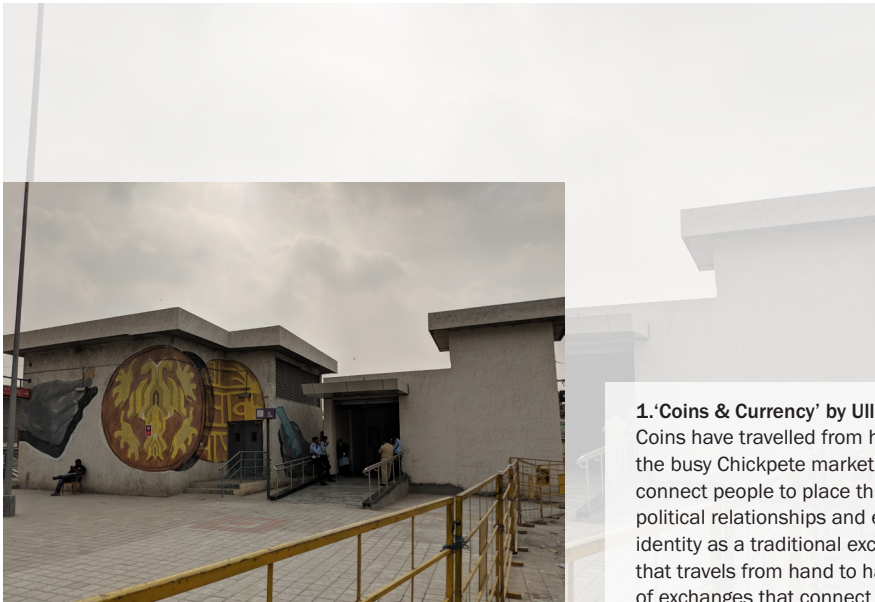 1.‘Coins & Currency’ by Ull
Coins have travelled from h
the busy Chickpete market
connect people to place th
political relationships and e
identity as a traditional exc
that travels from hand to ha
of exchanges that connect